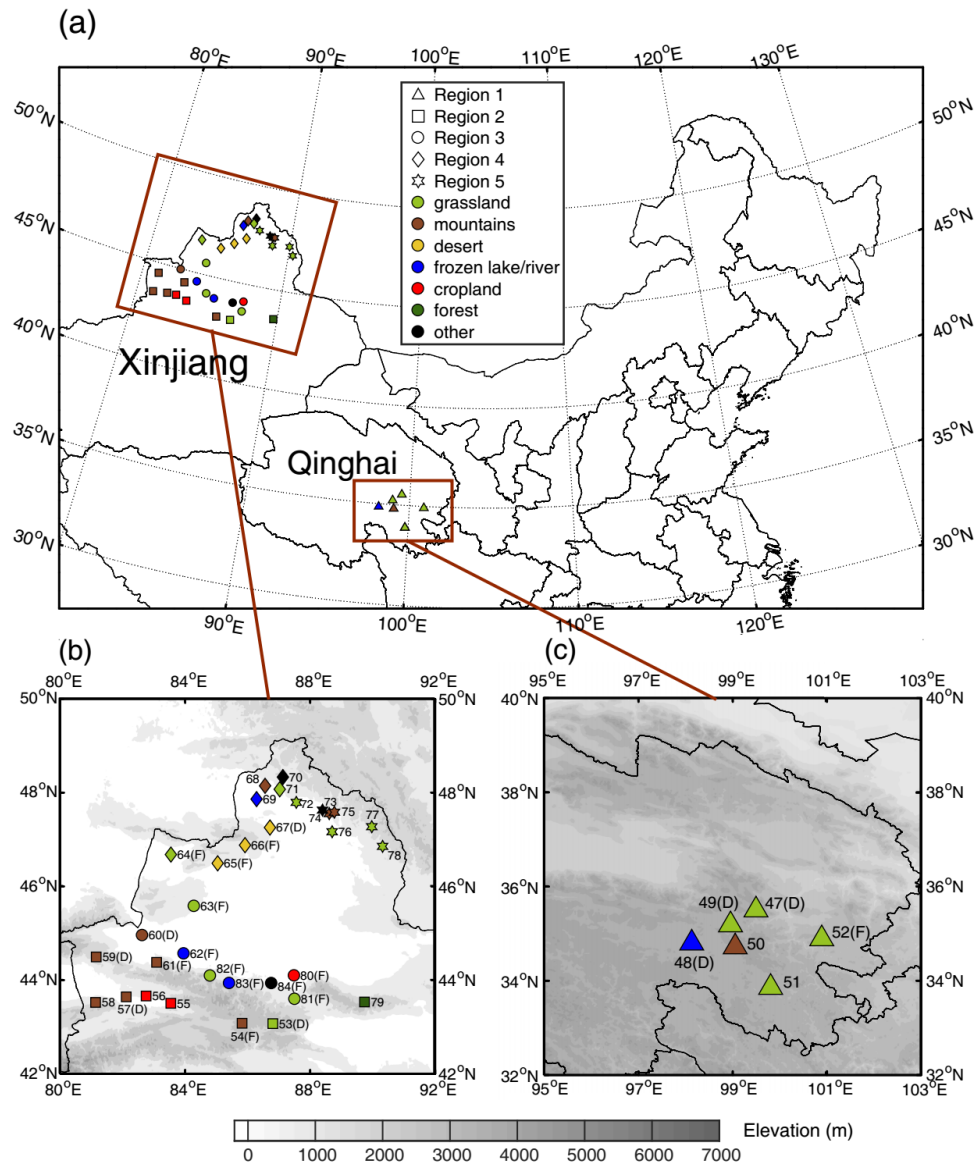 (a)
80°E 90°E 100°E 110°E 120°E 130°E
50°N 50°N
45°N 45°N
40°N 40°N
35°N 35°N
30°N 30°N
90°E 100°E 110°E 120°E
Region 1
Region 2
Region 3
Region 4
Region 5
grassland
mountains
desert
frozen lake/river
cropland
forest
other
Xinjiang
Qinghai
(b)
80°E 84°E 88°E 92°E
50°N 50°N
48°N 48°N
46°N 46°N
44°N 44°N
42°N 42°N
80°E 84°E 88°E 92°E
68 70
69 71
72 73
74 75
76 77
78
67(D)
66(F)
64(F) 65(F)
63(F)
60(D)
59(D) 61(F) 62(F)
82(F) 80(F)
83(F) 84(F)
58 57(D) 56 55 81(F) 79
54(F) 53(D)
(c)
95°E 97°E 99°E 101°E 103°E
40°N 40°N
38°N 38°N
36°N 36°N
34°N 34°N
32°N 32°N
95°E 97°E 99°E 101°E 103°E
49(D) 47(D)
48(D) 50 52(F)
51
0 1000 2000 3000 4000 5000 6000 7000
Elevation (m)